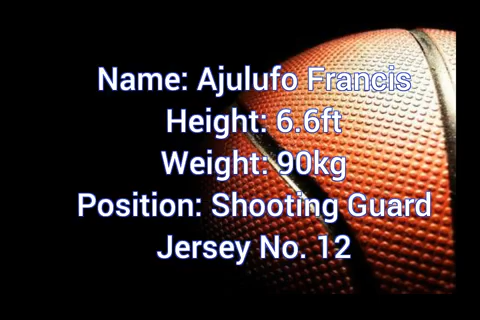 Name: Ajulufo Francis
Height: 6.6ft
Weight: 90kg
Position: Shooting Guard
Jersey No. 12